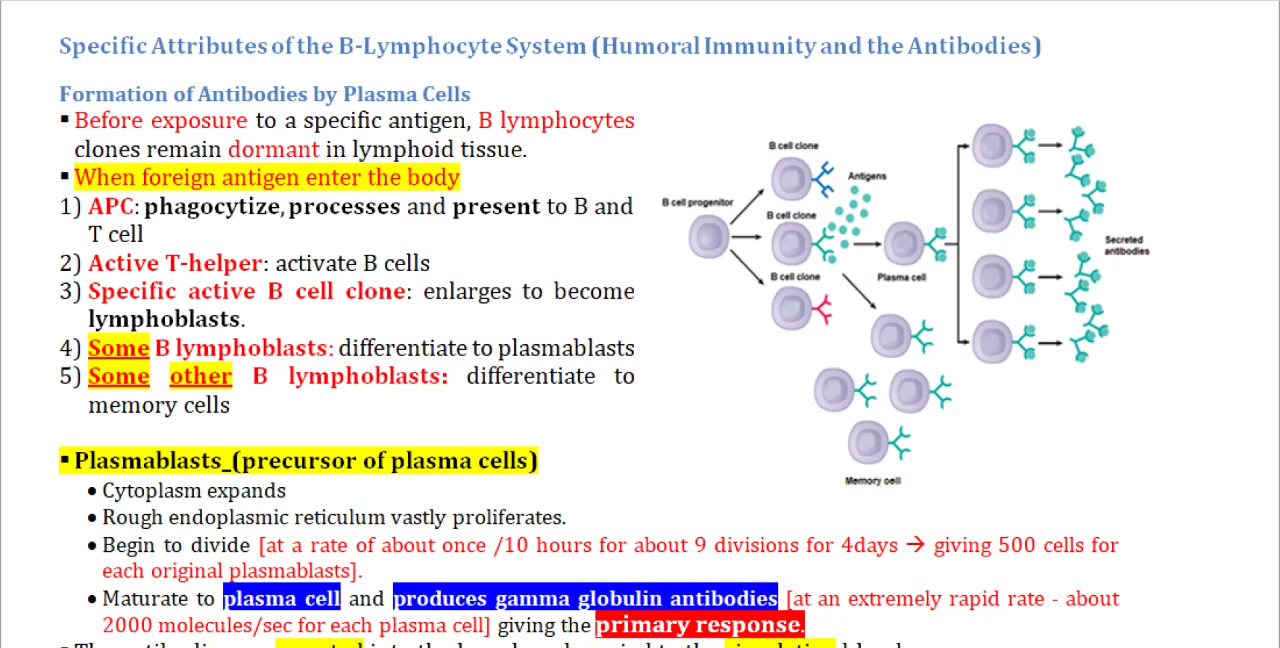 Specific Attributes of the B-Lymphocyte System (Humoral Immunity and the Antibodies)
Formation of Antibodies by Plasma Cells
▪ Before exposure to a specific antigen, B lymphocytes
clones remain dormant in lymphoid tissue.
▪ When foreign antigen enter the body
1) APC: phagocytize, processes and present to B and
T cell
2) Active T-helper: activate B cells
3) Specific active B cell clone: enlarges to become
lymphoblasts.
4) Some B lymphoblasts: differentiate to plasmablasts
5) Some other B lymphoblasts: differentiate to
memory cells
B cell clone
Antigens
B cell progenitor
B cell clone
Secreted
antibodies
B cell clone
Plasma cell
Memory cell
▪ Plasmablasts_(precursor of plasma cells)
• Cytoplasm expands
• Rough endoplasmic reticulum vastly proliferates.
• Begin to divide [at a rate of about once /10 hours for about 9 divisions for 4days → giving 500 cells for
each original plasmablasts].
• Maturate to plasma cell and produces gamma globulin antibodies [at an extremely rapid rate - about
2000 molecules/sec for each plasma cell] giving the primary response.